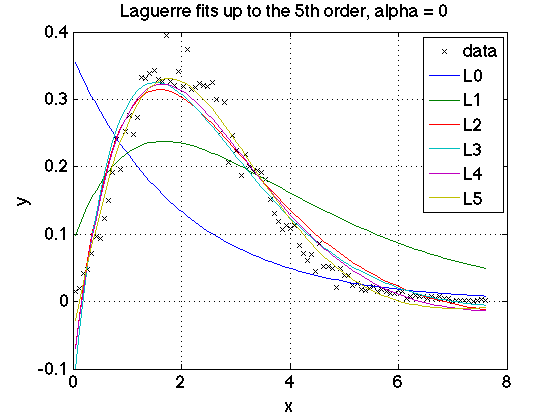 Laguerre fits up to the 5th order, alpha = 0
0.4
0.3
0.2
0.1
0
-0.1
y
0
2
4
6
8
x
data
L0
L1
L2
L3
L4
L5